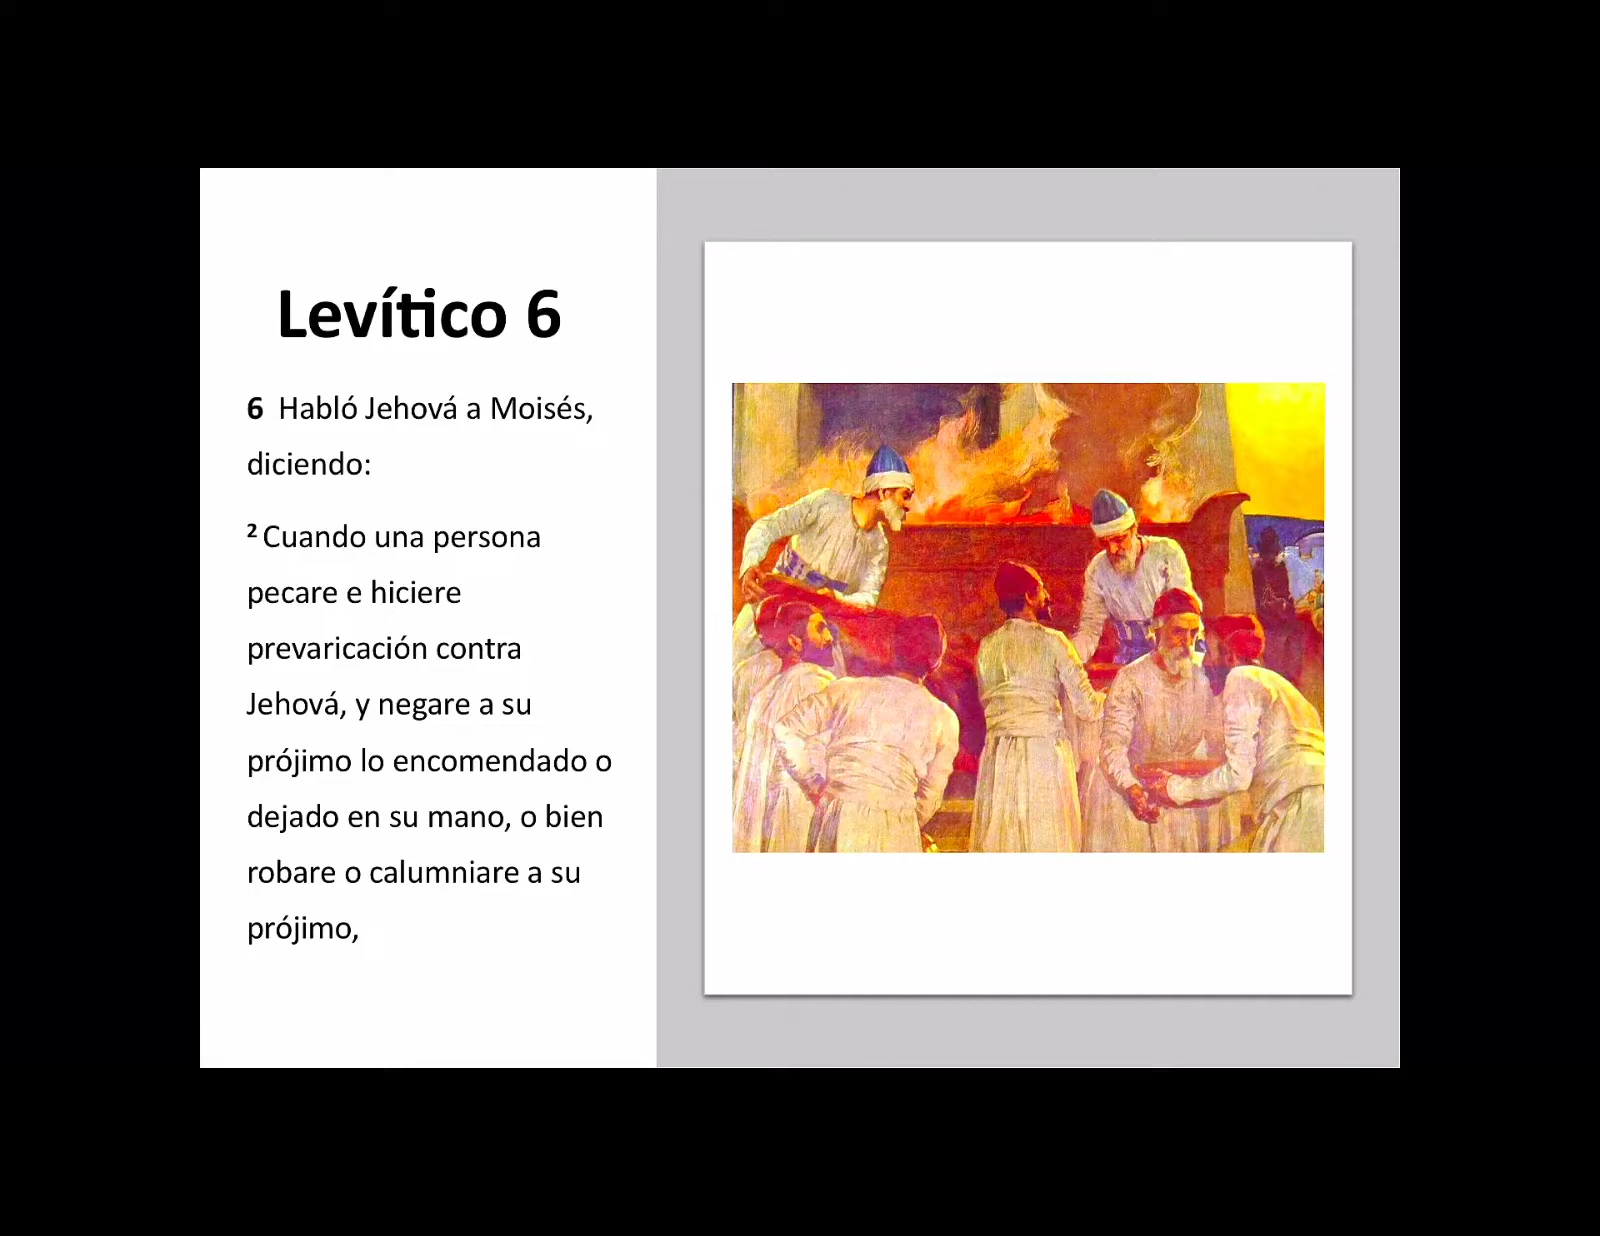 Levítico 6
6 Habló Jehová a Moisés,
diciendo:
2 Cuando una persona
pecare e hiciere
prevaricación contra
Jehová, y negare a su
prójimo lo encomendado o
dejado en su mano, o bien
robare o calumniare a su
prójimo,